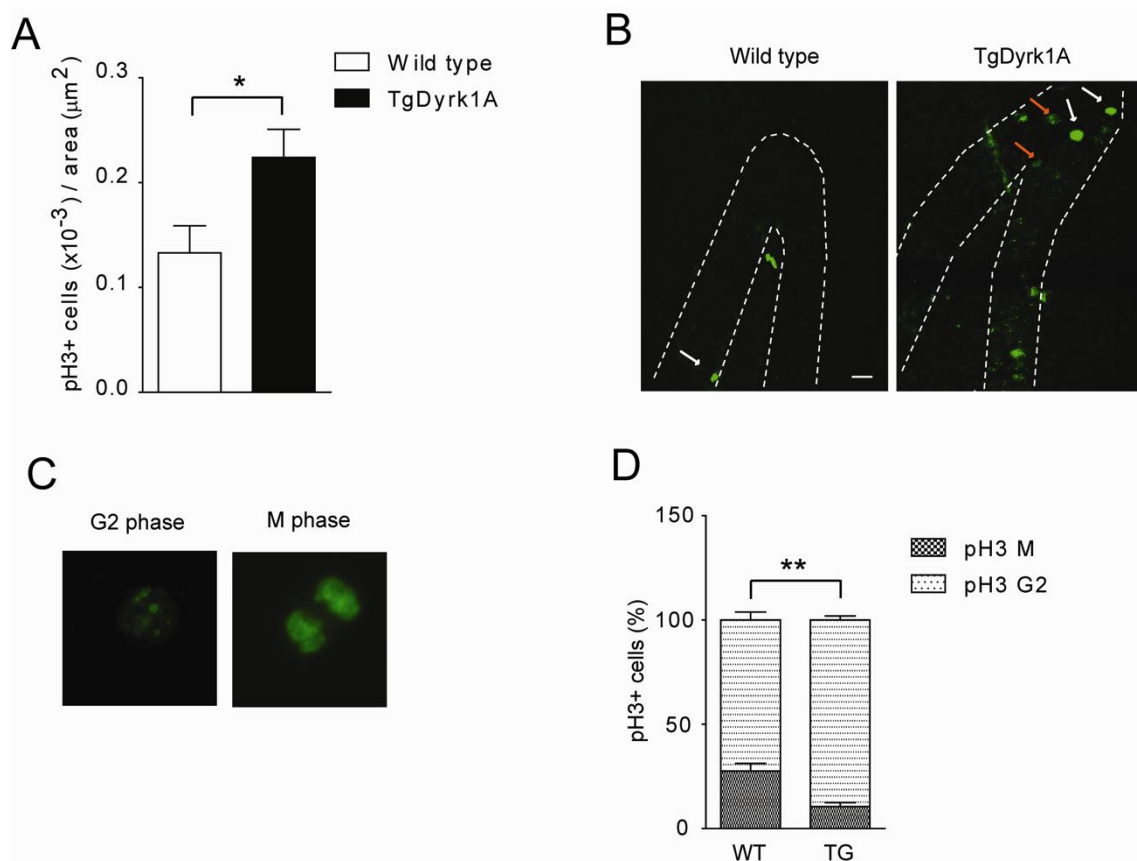 A
Wild type
TgDyrk1A
*
0.3
0.2
0.1
0.0
pH3+ cells (x10⁻³) / area (µm²)
B
Wild type
TgDyrk1A
C
G2 phase
M phase
D
150
100
50
0
pH3+ cells (%)
**
pH3 M
pH3 G2
WT
TG